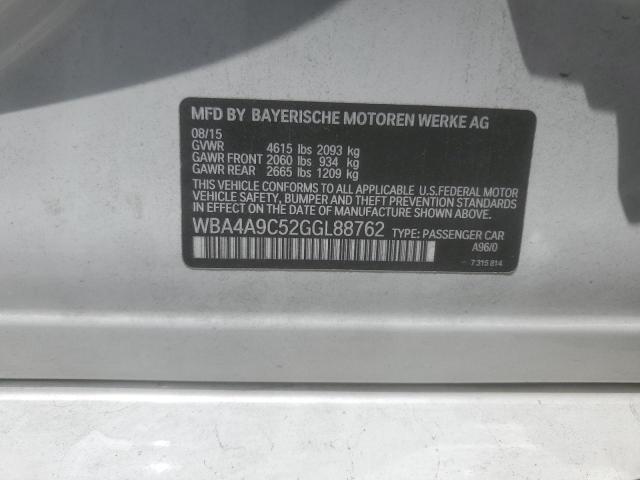 MFD BY BAYERISCHE MOTOREN WERKE AG
08/15
GVWR 4615 lbs 2093 kg
GAWR FRONT 2060 lbs 934 kg
GAWR REAR 2665 lbs 1209 kg
THIS VEHICLE CONFORMS TO ALL APPLICABLE U.S.FEDERAL MOTOR
VEHICLE SAFETY, BUMPER AND THEFT PREVENTION STANDARDS
IN EFFECT ON THE DATE OF MANUFACTURE SHOWN ABOVE.
WBA4A9C52GGL88762 TYPE: PASSENGER CAR
A96/0
- 7 315 814